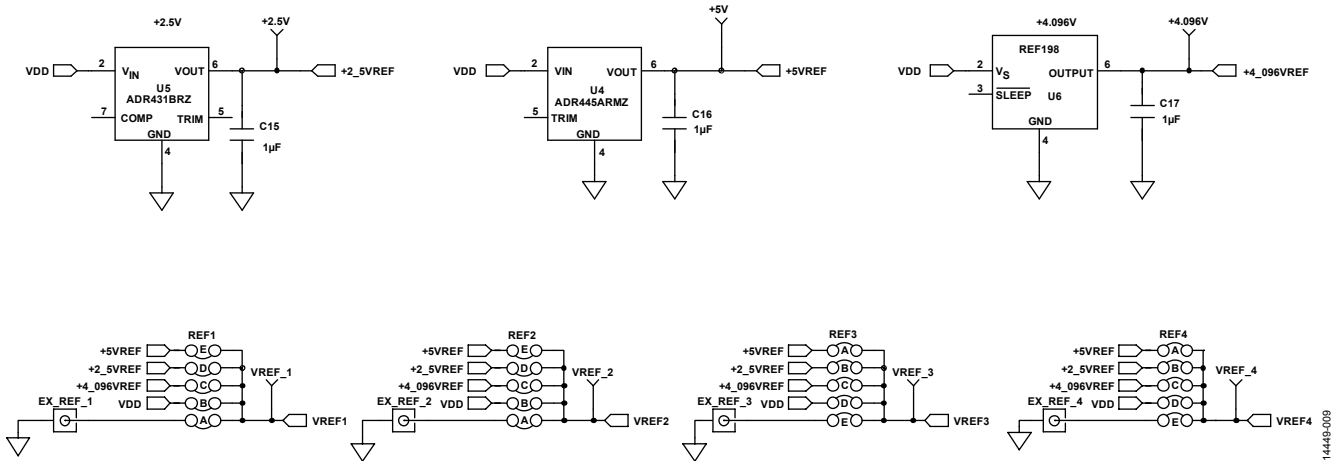 +2.5V
+2.5V
VDD
2
VIN
VOUT
6
+2_5VREF
U5
ADR431BRZ
7
COMP
TRIM
5
GND
4
C15
1µF
+5V
VDD
2
VIN
VOUT
6
+5VREF
U4
ADR445ARMZ
5
TRIM
GND
4
C16
1µF
+4.096V
+4.096V
REF198
VDD
2
VS
OUTPUT
6
+4_096VREF
3
SLEEP
U6
GND
4
C17
1µF
REF1
+5VREF
E
+2_5VREF
D
VREF_1
+4_096VREF
C
EX_REF_1
VDD
B
A
VREF1
REF2
+5VREF
E
+2_5VREF
D
VREF_2
+4_096VREF
C
EX_REF_2
VDD
B
A
VREF2
REF3
+5VREF
A
+2_5VREF
B
VREF_3
+4_096VREF
C
EX_REF_3
VDD
D
E
VREF3
REF4
+5VREF
A
+2_5VREF
B
VREF_4
+4_096VREF
C
EX_REF_4
VDD
D
E
VREF4
14449-009